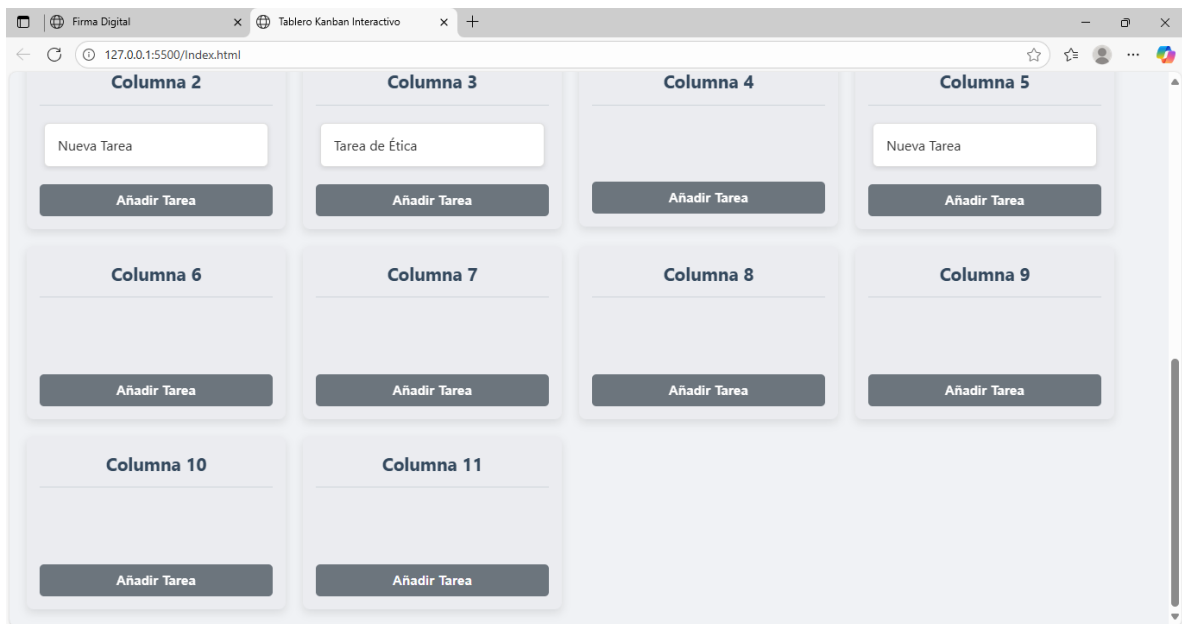 Firma Digital
Tablero Kanban Interactivo
127.0.0.1:5500/Index.html
Columna 2 Columna 3 Columna 4 Columna 5
Nueva Tarea Tarea de Ética Nueva Tarea
Añadir Tarea Añadir Tarea Añadir Tarea Añadir Tarea
Columna 6 Columna 7 Columna 8 Columna 9
Añadir Tarea Añadir Tarea Añadir Tarea Añadir Tarea
Columna 10 Columna 11
Añadir Tarea Añadir Tarea